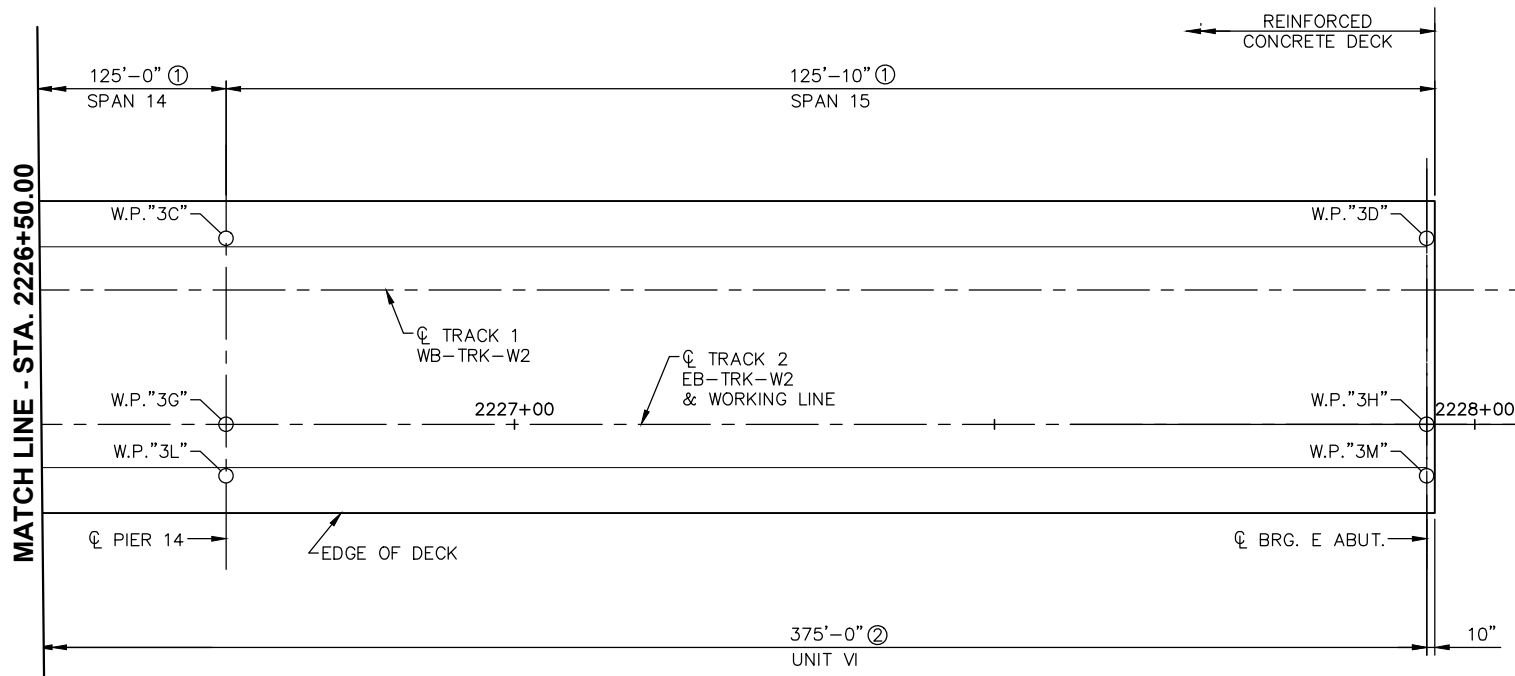 REINFORCED
CONCRETE DECK
125'-0" ①
SPAN 14
125'-10" ①
SPAN 15
MATCH LINE - STA. 2226+50.00
W.P."3C"
W.P."3D"
℄ TRACK 1
WB-TRK-W2
℄ TRACK 2
EB-TRK-W2
& WORKING LINE
W.P."3G"
2227+00
W.P."3H"
2228+00
W.P."3L"
W.P."3M"
℄ PIER 14
EDGE OF DECK
℄ BRG. E ABUT.
375'-0" ②
UNIT VI
10"